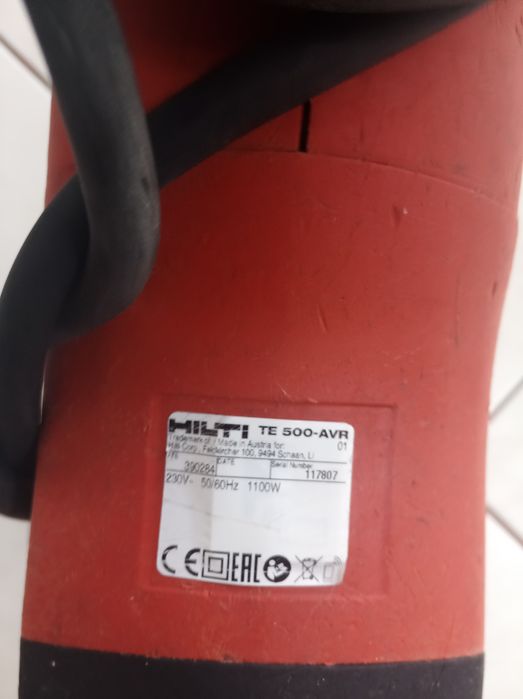 HILTI TE 500-AVR
Trademark of / Made in Austria for: 01
Hilti Corp., Feldkircher 100, 9494 Schaan, LI
TYPE DATE Serial Number
390284 117807
230V~ 50/60Hz 1100W
CE EAC